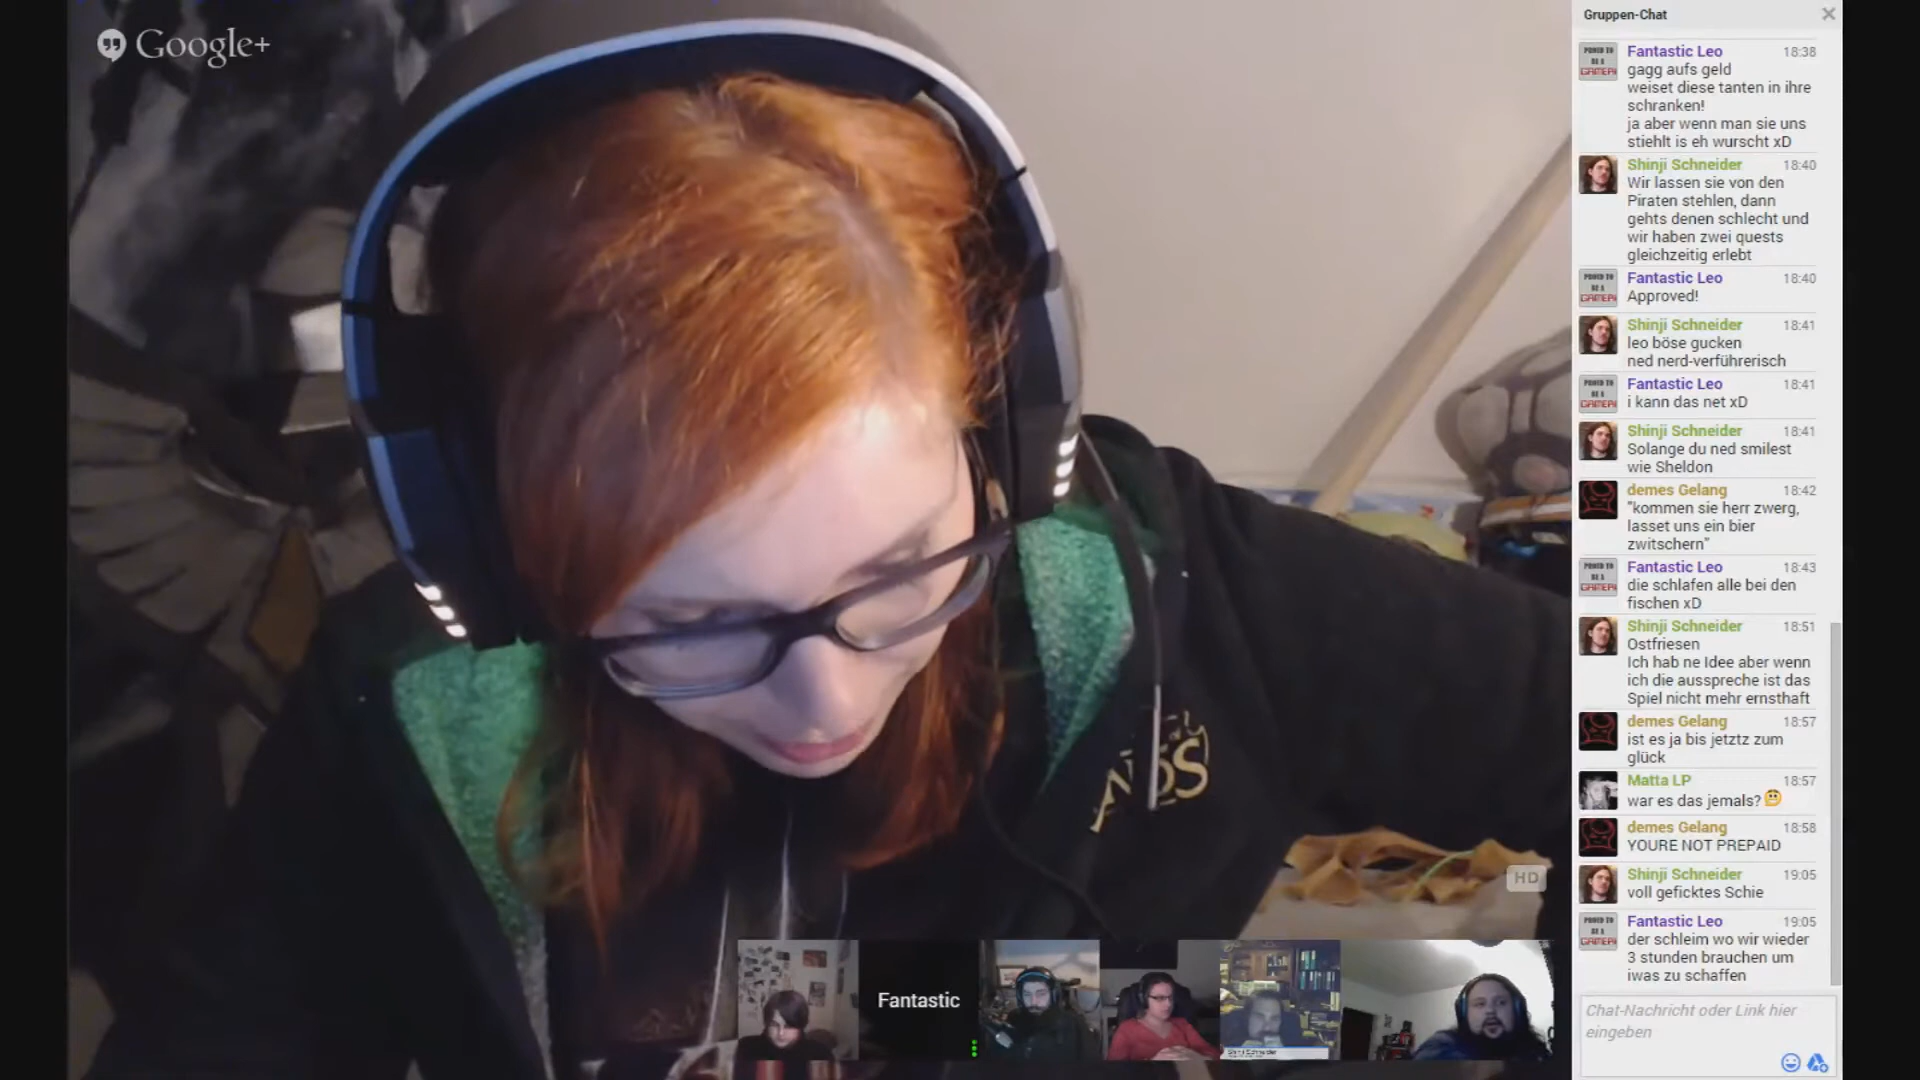 Google+
Gruppen-Chat
Fantastic Leo 18:38
gagg aufs geld
weiset diese tanten in ihre
schranken!
ja aber wenn man sie uns
stiehlt is eh wurscht xD
Shinji Schneider 18:40
Wir lassen sie von den
Piraten stehlen, dann
gehts denen schlecht und
wir haben zwei quests
gleichzeitig erlebt
Fantastic Leo 18:40
Approved!
Shinji Schneider 18:41
leo böse gucken
ned nerd-verführerisch
Fantastic Leo 18:41
i kann das net xD
Shinji Schneider 18:41
Solange du ned smilest
wie Sheldon
demes Gelang 18:42
"kommen sie herr zwerg,
lasset uns ein bier
zwitschern"
Fantastic Leo 18:43
die schlafen alle bei den
fischen xD
Shinji Schneider 18:51
Ostfriesen
Ich hab ne Idee aber wenn
ich die ausspreche ist das
Spiel nicht mehr ernsthaft
demes Gelang 18:57
ist es ja bis jetztz zum
glück
Matta LP 18:57
war es das jemals?
demes Gelang 18:58
YOURE NOT PREPAID
Shinji Schneider 19:05
voll geficktes Schie
Fantastic Leo 19:05
der schleim wo wir wieder
3 stunden brauchen um
iwas zu schaffen
Chat-Nachricht oder Link hier
eingeben
HD
Fantastic
Shinji Schneider